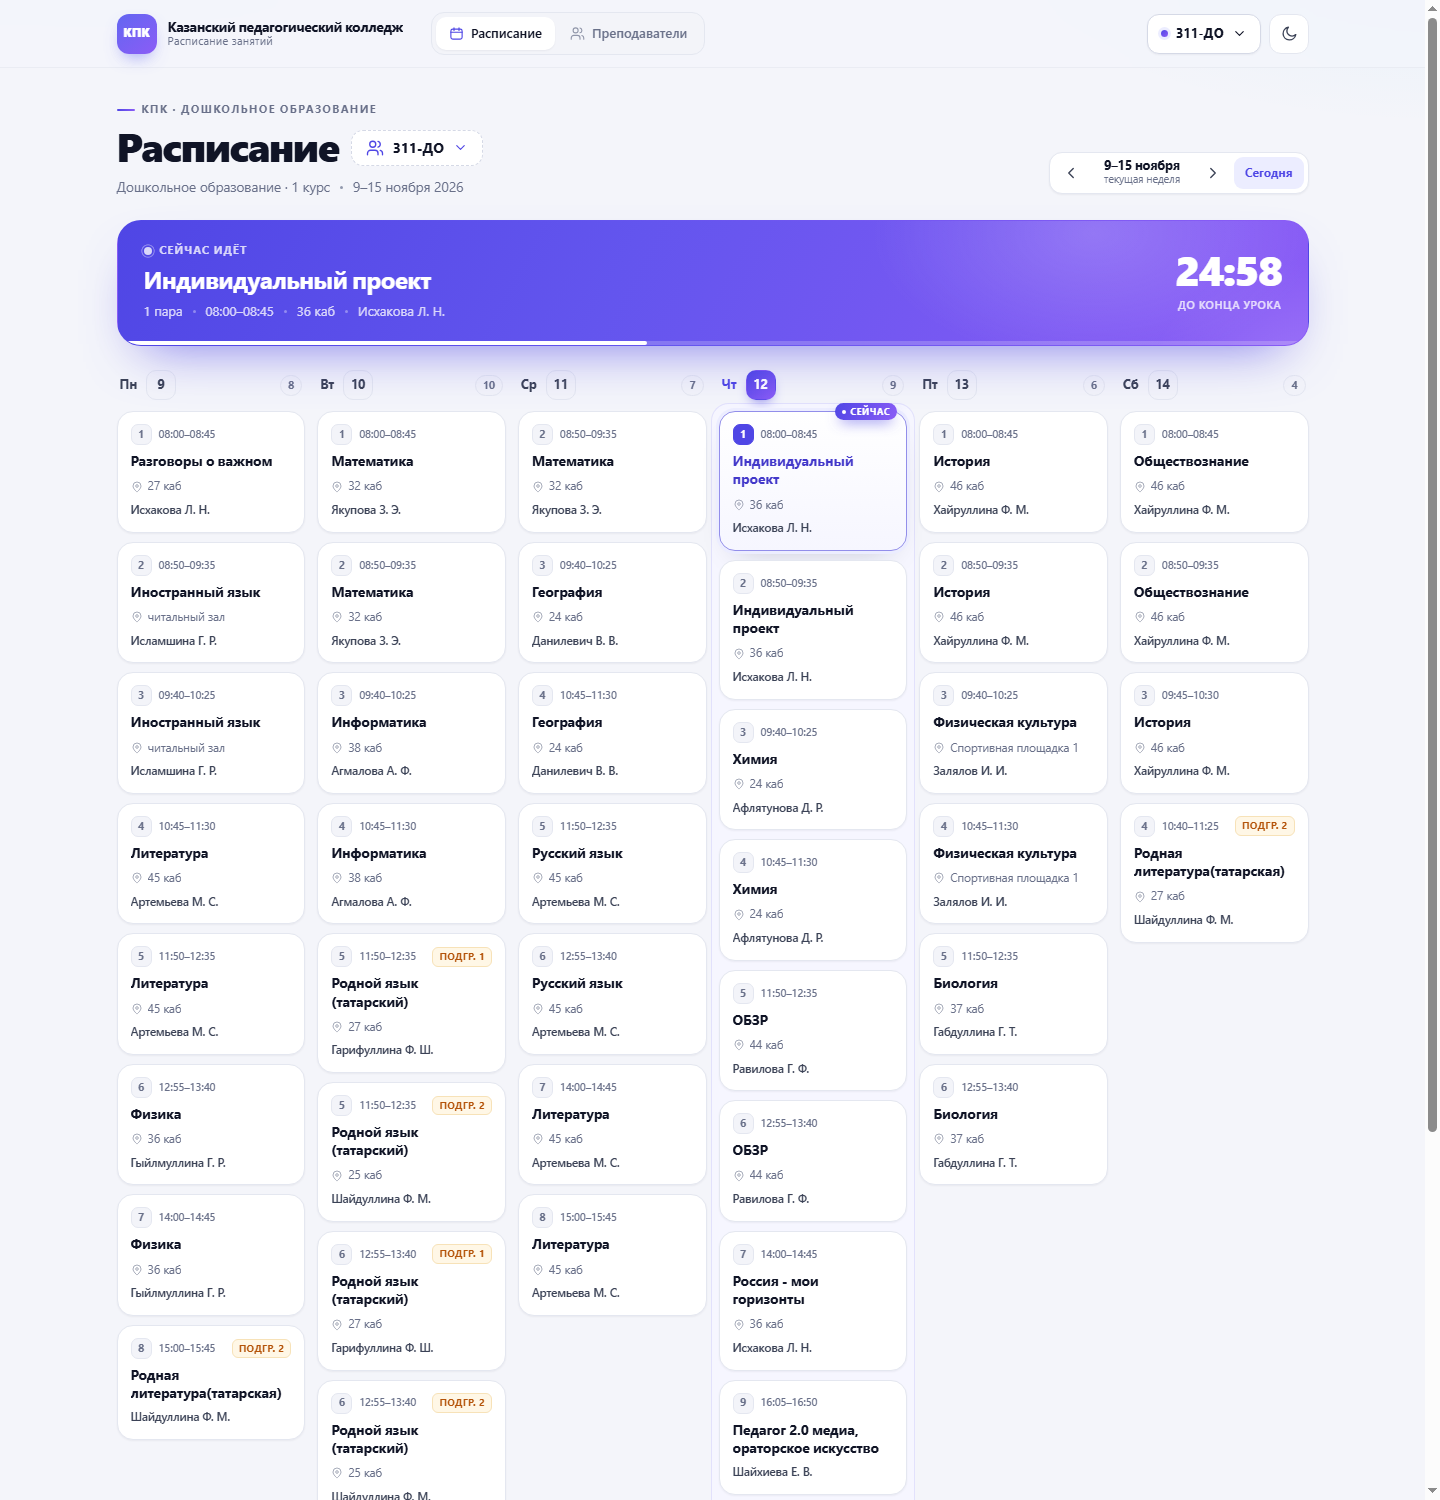 КПК
Казанский педагогический колледж
Расписание занятий
Расписание
Преподаватели
311-ДО
КПК · ДОШКОЛЬНОЕ ОБРАЗОВАНИЕ
Расписание
311-ДО
Дошкольное образование · 1 курс • 9–15 ноября 2026
9–15 ноября
текущая неделя
Сегодня
СЕЙЧАС ИДЁТ
Индивидуальный проект
1 пара • 08:00–08:45 • 36 каб • Исхакова Л. Н.
24:58
ДО КОНЦА УРОКА
Пн 9 8
1 08:00–08:45
Разговоры о важном
27 каб
Исхакова Л. Н.
2 08:50–09:35
Иностранный язык
читальный зал
Исламшина Г. Р.
3 09:40–10:25
Иностранный язык
читальный зал
Исламшина Г. Р.
4 10:45–11:30
Литература
45 каб
Артемьева М. С.
5 11:50–12:35
Литература
45 каб
Артемьева М. С.
6 12:55–13:40
Физика
36 каб
Гыйлмуллина Г. Р.
7 14:00–14:45
Физика
36 каб
Гыйлмуллина Г. Р.
8 15:00–15:45 ПОДГР. 2
Родная
литература(татарская)
Шайдуллина Ф. М.
Вт 10 10
1 08:00–08:45
Математика
32 каб
Якупова З. Э.
2 08:50–09:35
Математика
32 каб
Якупова З. Э.
3 09:40–10:25
Информатика
38 каб
Агмалова А. Ф.
4 10:45–11:30
Информатика
38 каб
Агмалова А. Ф.
5 11:50–12:35 ПОДГР. 1
Родной язык
(татарский)
27 каб
Гарифуллина Ф. Ш.
5 11:50–12:35 ПОДГР. 2
Родной язык
(татарский)
25 каб
Шайдуллина Ф. М.
6 12:55–13:40 ПОДГР. 1
Родной язык
(татарский)
27 каб
Гарифуллина Ф. Ш.
6 12:55–13:40 ПОДГР. 2
Родной язык
(татарский)
25 каб
Шайдуллина Ф. М.
Ср 11 7
2 08:50–09:35
Математика
32 каб
Якупова З. Э.
3 09:40–10:25
География
24 каб
Данилевич В. В.
4 10:45–11:30
География
24 каб
Данилевич В. В.
5 11:50–12:35
Русский язык
45 каб
Артемьева М. С.
6 12:55–13:40
Русский язык
45 каб
Артемьева М. С.
7 14:00–14:45
Литература
45 каб
Артемьева М. С.
8 15:00–15:45
Литература
45 каб
Артемьева М. С.
Чт 12 9
СЕЙЧАС
1 08:00–08:45
Индивидуальный
проект
36 каб
Исхакова Л. Н.
2 08:50–09:35
Индивидуальный
проект
36 каб
Исхакова Л. Н.
3 09:40–10:25
Химия
24 каб
Афлятунова Д. Р.
4 10:45–11:30
Химия
24 каб
Афлятунова Д. Р.
5 11:50–12:35
ОБЗР
44 каб
Равилова Г. Ф.
6 12:55–13:40
ОБЗР
44 каб
Равилова Г. Ф.
7 14:00–14:45
Россия - мои
горизонты
36 каб
Исхакова Л. Н.
9 16:05–16:50
Педагог 2.0 медиа,
ораторское искусство
Шайхиева Е. В.
Пт 13 6
1 08:00–08:45
История
46 каб
Хайруллина Ф. М.
2 08:50–09:35
История
46 каб
Хайруллина Ф. М.
3 09:40–10:25
Физическая культура
Спортивная площадка 1
Залялов И. И.
4 10:45–11:30
Физическая культура
Спортивная площадка 1
Залялов И. И.
5 11:50–12:35
Биология
37 каб
Габдуллина Г. Т.
6 12:55–13:40
Биология
37 каб
Габдуллина Г. Т.
Сб 14 4
1 08:00–08:45
Обществознание
46 каб
Хайруллина Ф. М.
2 08:50–09:35
Обществознание
46 каб
Хайруллина Ф. М.
3 09:45–10:30
История
46 каб
Хайруллина Ф. М.
4 10:40–11:25 ПОДГР. 2
Родная
литература(татарская)
27 каб
Шайдуллина Ф. М.